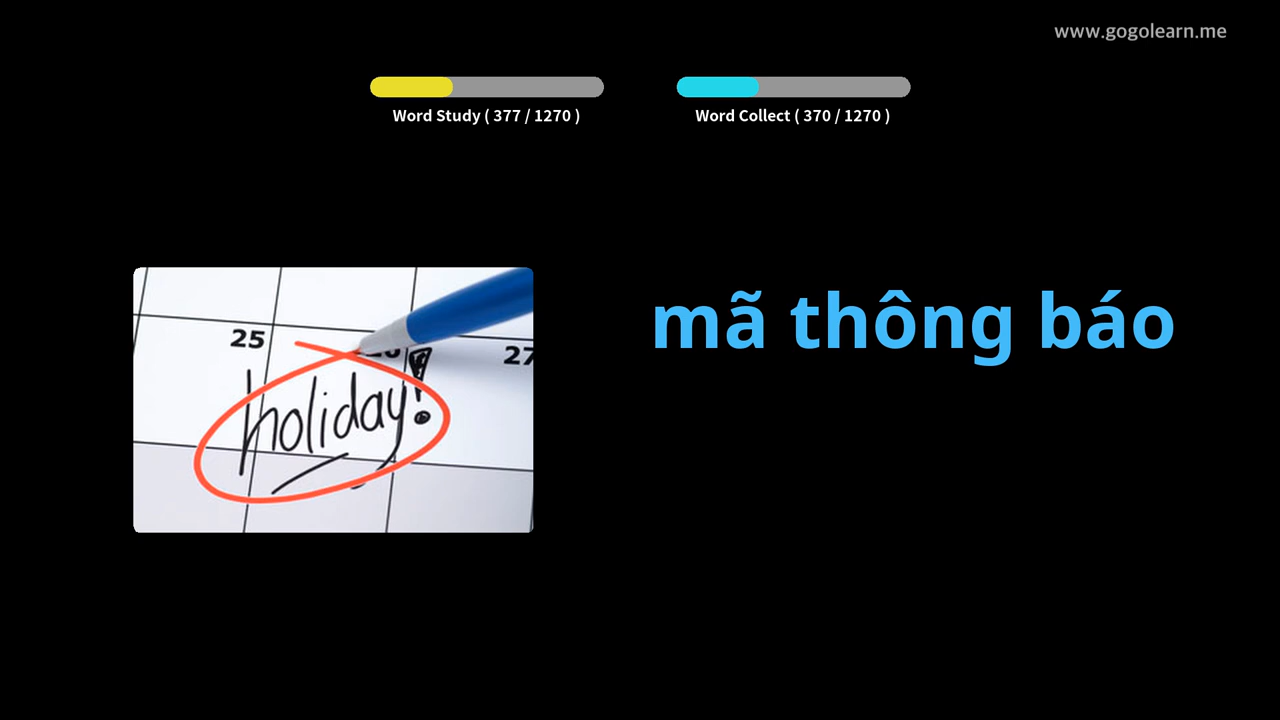 www.gogolearn.me
Word Study ( 377 / 1270 )
Word Collect ( 370 / 1270 )
mã thông báo
25
27
holiday!